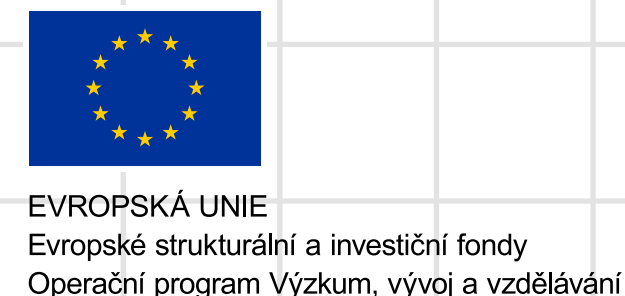 EVROPSKÁ UNIE
Evropské strukturální a investiční fondy
Operační program Výzkum, vývoj a vzdělávání